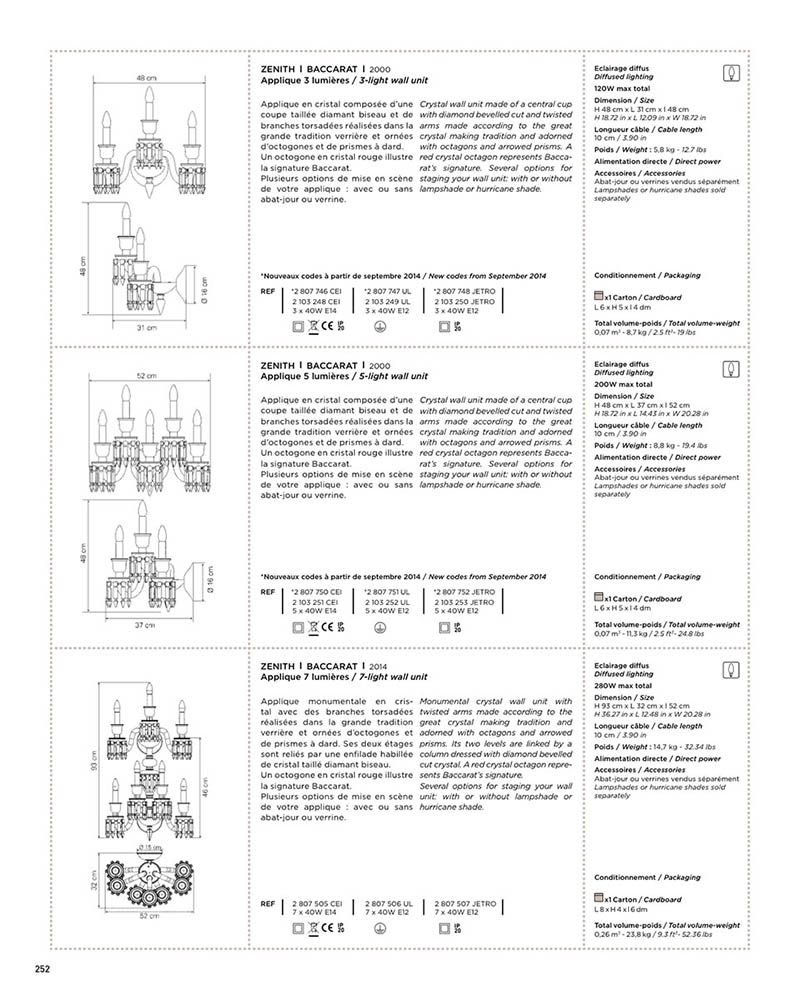 48 cm
48 cm
Ø 16 cm
31 cm
ZENITH I BACCARAT I 2000
Applique 3 lumières / 3-light wall unit
Applique en cristal composée d'une
coupe taillée diamant biseau et de
branches torsadées réalisées dans la
grande tradition verrière et ornées
d'octogones et de prismes à dard.
Un octogone en cristal rouge illustre
la signature Baccarat.
Plusieurs options de mise en scène
de votre applique : avec ou sans
abat-jour ou verrine.
Crystal wall unit made of a central cup
with diamond bevelled cut and twisted
arms made according to the great
crystal making tradition and adorned
with octagons and arrowed prisms. A
red crystal octagon represents Bacca-
rat's signature. Several options for
staging your wall unit: with or without
lampshade or hurricane shade.
*Nouveaux codes à partir de septembre 2014 / New codes from September 2014
REF
*2 807 746 CEI
2 103 248 CEI
3 x 40W E14
*2 807 747 UL
2 103 249 UL
3 x 40W E12
*2 807 748 JETRO
2 103 250 JETRO
3 x 40W E12
CE IP 20
IP 20
Eclairage diffus
Diffused lighting
120W max total
Dimension / Size
H 48 cm x L 31 cm x l 48 cm
H 18.72 in x L 12.09 in x W 18.72 in
Longueur câble / Cable length
10 cm / 3.90 in
Poids / Weight : 5,8 kg - 12.7 lbs
Alimentation directe / Direct power
Accessoires / Accessories
Abat-jour ou verrines vendus séparément
Lampshades or hurricane shades sold
separately
Conditionnement / Packaging
x1 Carton / Cardboard
L 6 x H 5 x l 4 dm
Total volume-poids / Total volume-weight
0,07 m³ - 8,7 kg / 2.5 ft³- 19 lbs
52 cm
48 cm
Ø 16 cm
37 cm
ZENITH I BACCARAT I 2000
Applique 5 lumières / 5-light wall unit
Applique en cristal composée d'une
coupe taillée diamant biseau et de
branches torsadées réalisées dans la
grande tradition verrière et ornées
d'octogones et de prismes à dard.
Un octogone en cristal rouge illustre
la signature Baccarat.
Plusieurs options de mise en scène
de votre applique : avec ou sans
abat-jour ou verrine.
Crystal wall unit made of a central cup
with diamond bevelled cut and twisted
arms made according to the great
crystal making tradition and adorned
with octagons and arrowed prisms. A
red crystal octagon represents Bacca-
rat's signature. Several options for
staging your wall unit: with or without
lampshade or hurricane shade.
*Nouveaux codes à partir de septembre 2014 / New codes from September 2014
REF
*2 807 750 CEI
2 103 251 CEI
5 x 40W E14
*2 807 751 UL
2 103 252 UL
5 x 40W E12
*2 807 752 JETRO
2 103 253 JETRO
5 x 40W E12
CE IP 20
IP 20
Eclairage diffus
Diffused lighting
200W max total
Dimension / Size
H 48 cm x L 37 cm x l 52 cm
H 18.72 in x L 14.43 in x W 20.28 in
Longueur câble / Cable length
10 cm / 3.90 in
Poids / Weight : 8,8 kg - 19.4 lbs
Alimentation directe / Direct power
Accessoires / Accessories
Abat-jour ou verrines vendus séparément
Lampshades or hurricane shades sold
separately
Conditionnement / Packaging
x1 Carton / Cardboard
L 6 x H 5 x l 4 dm
Total volume-poids / Total volume-weight
0,07 m³ - 11,3 kg / 2.5 ft³- 24.8 lbs
93 cm
46 cm
Ø 15 cm
32 cm
52 cm
ZENITH I BACCARAT I 2014
Applique 7 lumières / 7-light wall unit
Applique monumentale en cris-
tal avec des branches torsadées
réalisées dans la grande tradition
verrière et ornées d'octogones et
de prismes à dard. Ses deux étages
sont reliés par une enfilade habillée
de cristal taillé diamant biseau.
Un octogone en cristal rouge illustre
la signature Baccarat.
Plusieurs options de mise en scène
de votre applique : avec ou sans
abat-jour ou verrine.
Monumental crystal wall unit with
twisted arms made according to the
great crystal making tradition and
adorned with octagons and arrowed
prisms. Its two levels are linked by a
column dressed with diamond bevelled
cut crystal. A red crystal octagon repre-
sents Baccarat's signature.
Several options for staging your wall
unit: with or without lampshade or
hurricane shade.
REF
2 807 505 CEI
7 x 40W E14
2 807 506 UL
7 x 40W E12
2 807 507 JETRO
7 x 40W E12
CE IP 20
IP 20
Eclairage diffus
Diffused lighting
280W max total
Dimension / Size
H 93 cm x L 32 cm x l 52 cm
H 36.27 in x L 12.48 in x W 20.28 in
Longueur câble / Cable length
10 cm / 3.90 in
Poids / Weight : 14,7 kg - 32.34 lbs
Alimentation directe / Direct power
Accessoires / Accessories
Abat-jour ou verrines vendus séparément
Lampshades or hurricane shades sold
separately
Conditionnement / Packaging
x1 Carton / Cardboard
L 8 x H 4 x l 6 dm
Total volume-poids / Total volume-weight
0,26 m³ - 23,8 kg / 9.3 ft³- 52.36 lbs
252